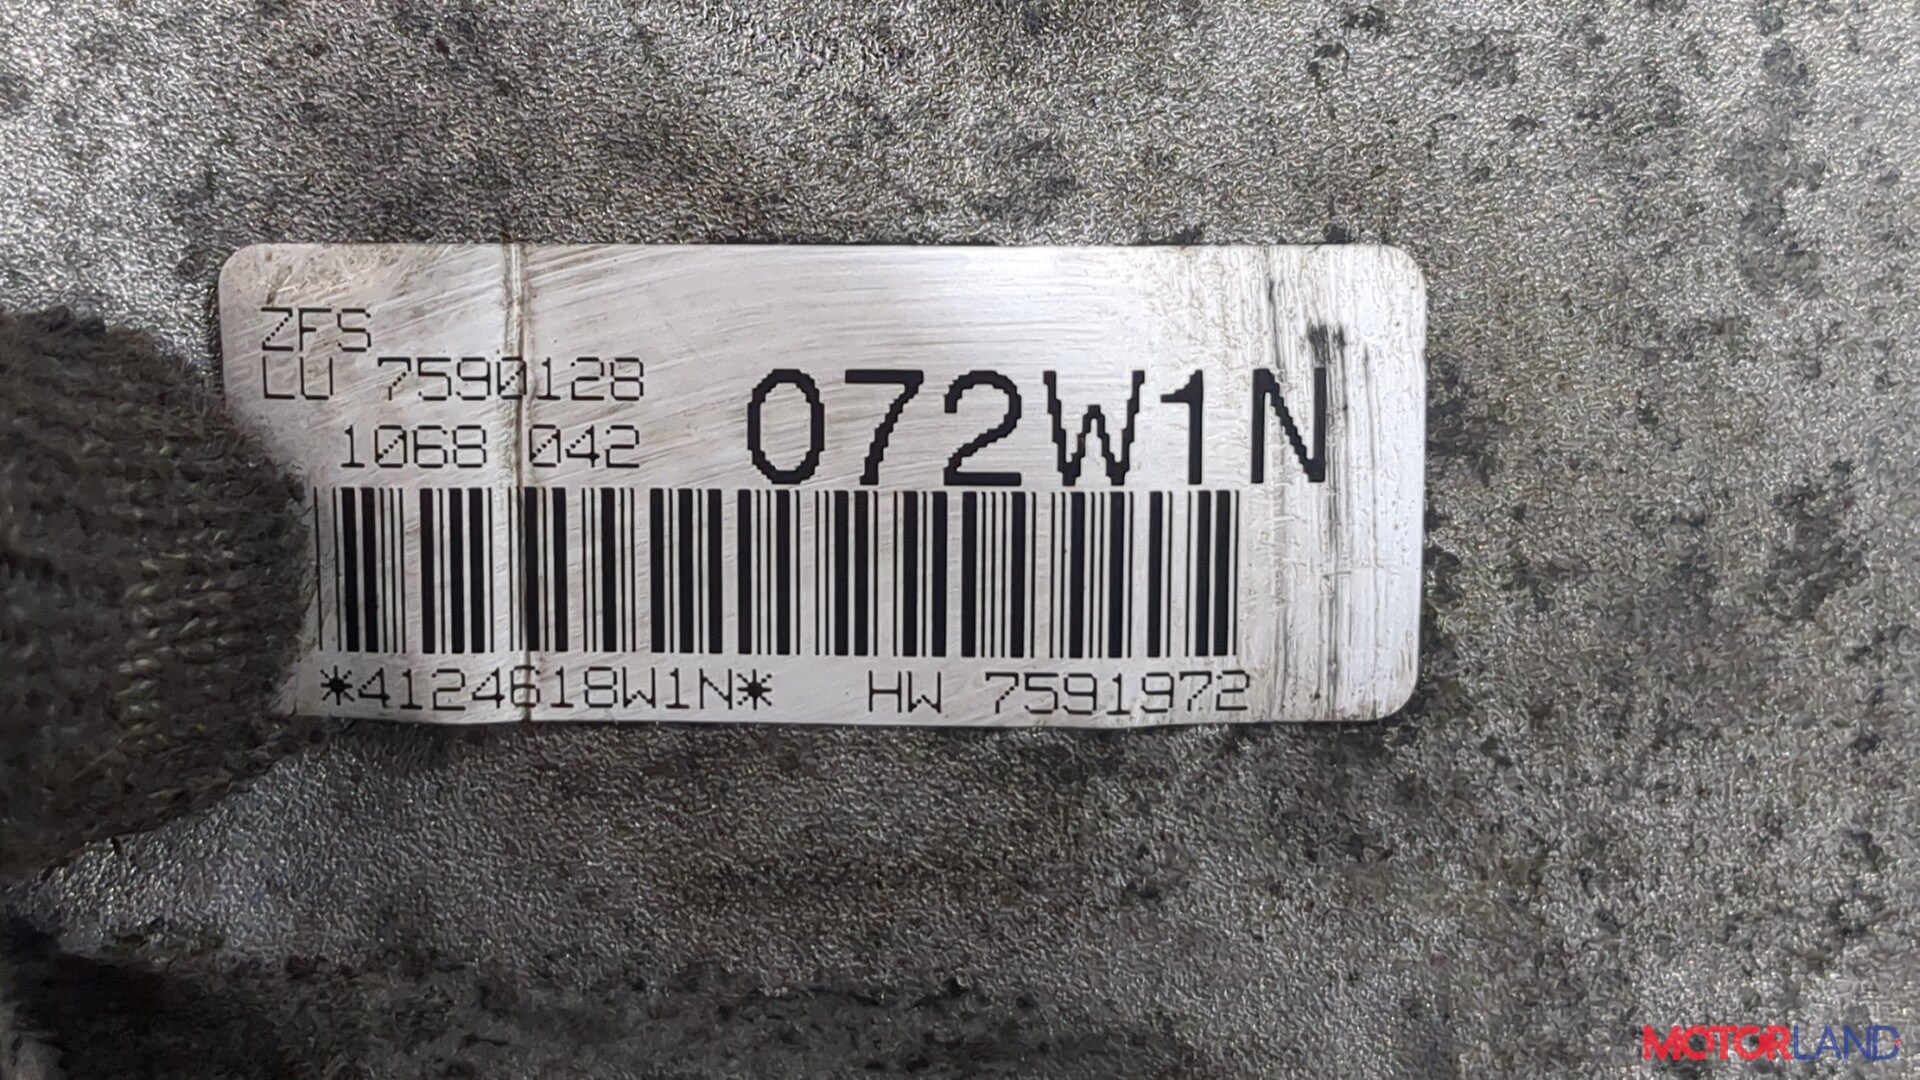 ZFS
LU 7590128
1068 042
072W1N
*4124618W1N* HW 7591972
MOTORLAND